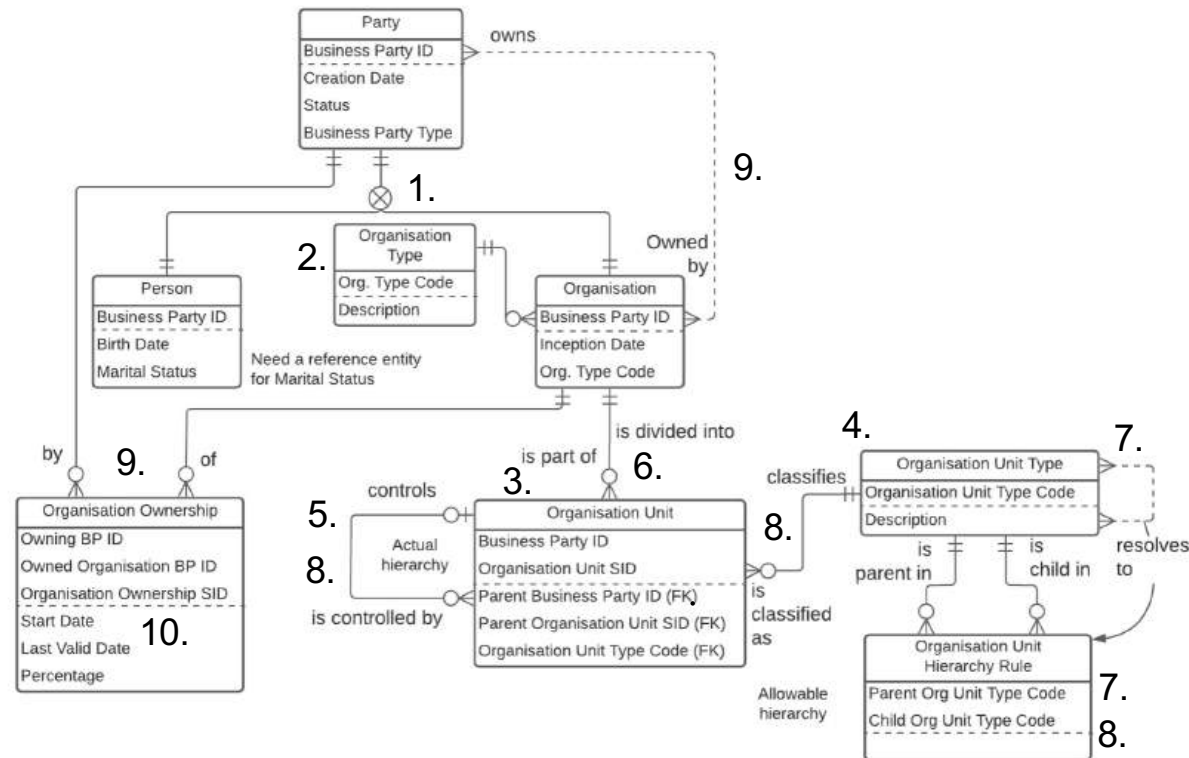 Party
Business Party ID
Creation Date
Status
Business Party Type
owns
9.
1.
2.
Organisation
Type
Org. Type Code
Description
Owned
by
Person
Business Party ID
Birth Date
Marital Status
Need a reference entity
for Marital Status
Organisation
Business Party ID
Inception Date
Org. Type Code
by
9.
of
is divided into
is part of
6.
Organisation Ownership
Owning BP ID
Owned Organisation BP ID
Organisation Ownership SID
Start Date
10.
Last Valid Date
Percentage
controls
5.
Actual
hierarchy
8.
is controlled by
3.
Organisation Unit
Business Party ID
Organisation Unit SID
Parent Business Party ID (FK)
Parent Organisation Unit SID (FK)
Organisation Unit Type Code (FK)
classifies
8.
is
classified
as
4.
7.
Organisation Unit Type
Organisation Unit Type Code
Description
is
parent in
is
child in
resolves
to
Allowable
hierarchy
Organisation Unit
Hierarchy Rule
Parent Org Unit Type Code
7.
Child Org Unit Type Code
8.